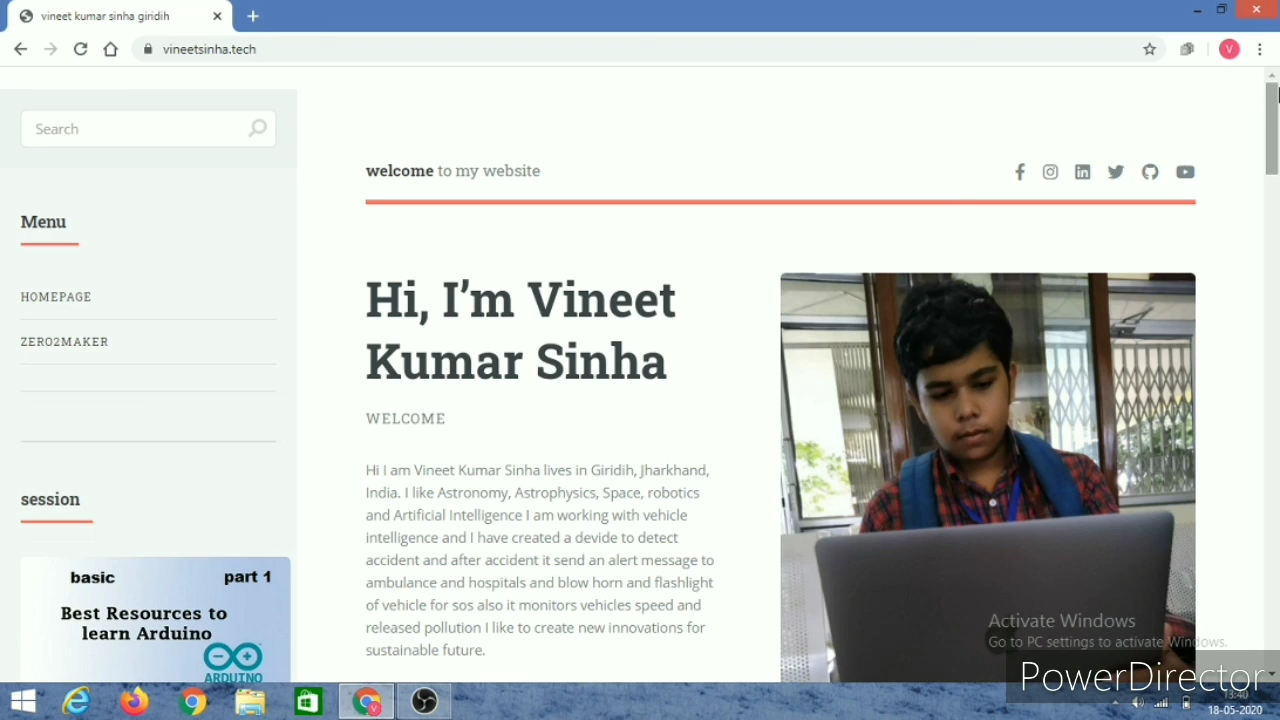 vineet kumar sinha giridih
vineetsinha.tech
V
Search
Menu
HOMEPAGE
ZERO2MAKER
session
basic part 1
Best Resources to
learn Arduino
ARDUINO
welcome to my website
Hi, I'm Vineet
Kumar Sinha
WELCOME
Hi I am Vineet Kumar Sinha lives in Giridih, Jharkhand,
India. I like Astronomy, Astrophysics, Space, robotics
and Artificial Intelligence I am working with vehicle
intelligence and I have created a devide to detect
accident and after accident it send an alert message to
ambulance and hospitals and blow horn and flashlight
of vehicle for sos also it monitors vehicles speed and
released pollution I like to create new innovations for
sustainable future.
Activate Windows
Go to PC settings to activate Windows.
PowerDirector
13:40
18-05-2020